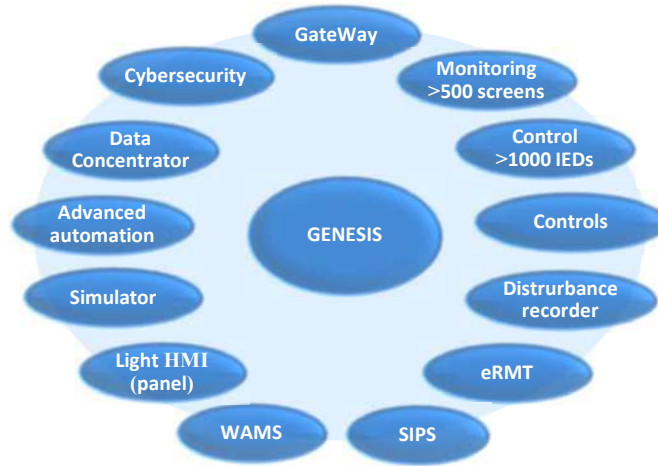 GateWay
Cybersecurity
Monitoring
>500 screens
Data
Concentrator
Control
>1000 IEDs
Advanced
automation
GENESIS
Controls
Simulator
Distrurbance
recorder
Light HMI
(panel)
eRMT
WAMS
SIPS